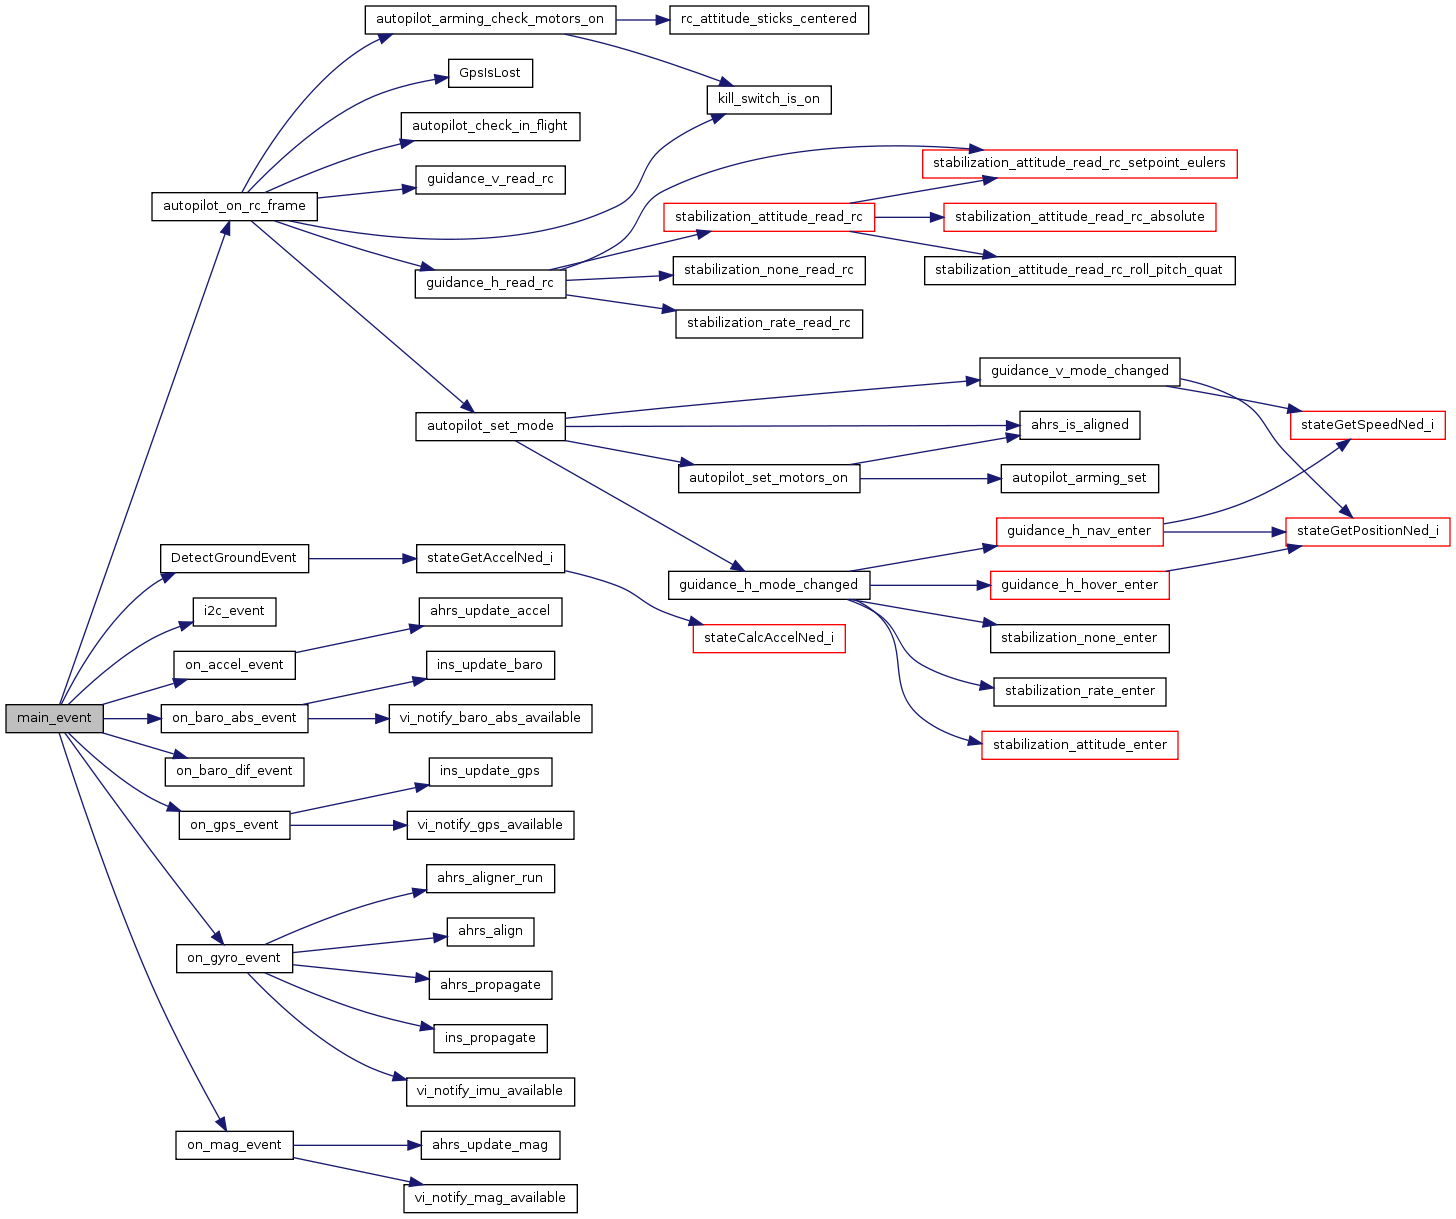 autopilot_arming_check_motors_on
rc_attitude_sticks_centered
GpsIsLost
kill_switch_is_on
autopilot_check_in_flight
stabilization_attitude_read_rc_setpoint_eulers
guidance_v_read_rc
autopilot_on_rc_frame
stabilization_attitude_read_rc
stabilization_attitude_read_rc_absolute
guidance_h_read_rc
stabilization_none_read_rc
stabilization_attitude_read_rc_roll_pitch_quat
stabilization_rate_read_rc
guidance_v_mode_changed
autopilot_set_mode
ahrs_is_aligned
stateGetSpeedNed_i
autopilot_set_motors_on
autopilot_arming_set
guidance_h_nav_enter
stateGetPositionNed_i
DetectGroundEvent
stateGetAccelNed_i
guidance_h_mode_changed
guidance_h_hover_enter
i2c_event
ahrs_update_accel
stateCalcAccelNed_i
stabilization_none_enter
on_accel_event
ins_update_baro
stabilization_rate_enter
main_event
on_baro_abs_event
vi_notify_baro_abs_available
stabilization_attitude_enter
on_baro_dif_event
ins_update_gps
on_gps_event
vi_notify_gps_available
ahrs_aligner_run
ahrs_align
on_gyro_event
ahrs_propagate
ins_propagate
vi_notify_imu_available
on_mag_event
ahrs_update_mag
vi_notify_mag_available